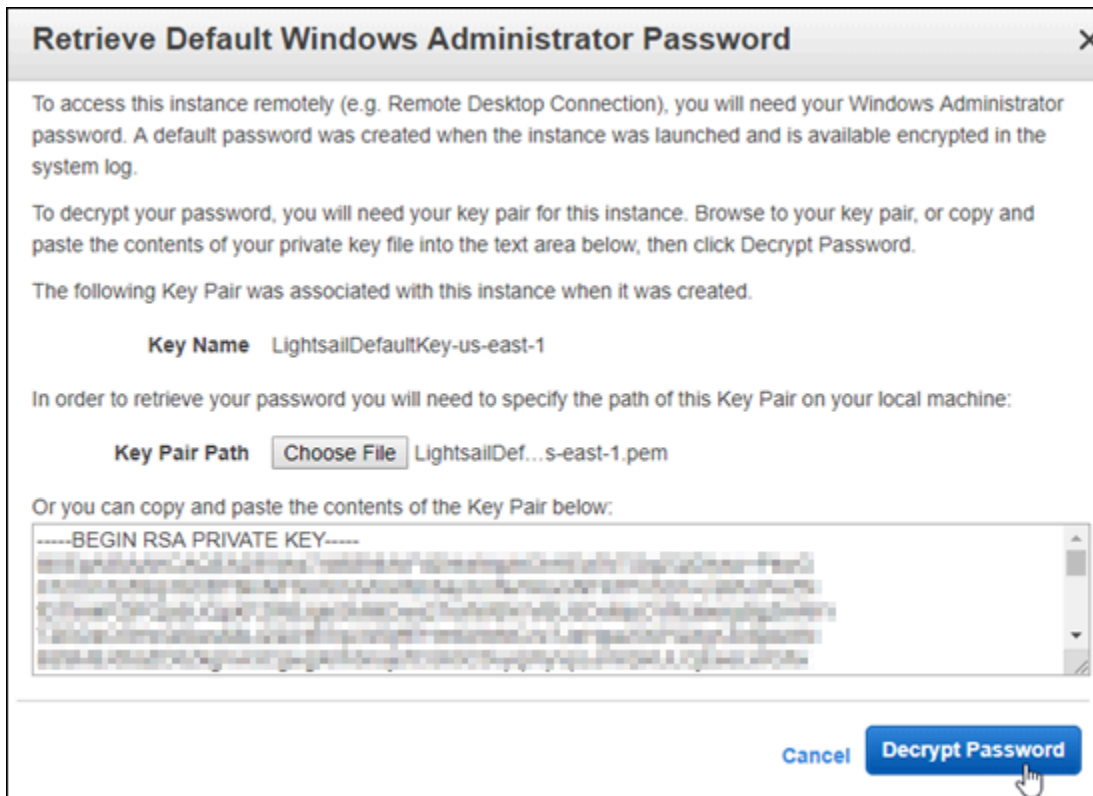 Retrieve Default Windows Administrator Password
To access this instance remotely (e.g. Remote Desktop Connection), you will need your Windows Administrator
password. A default password was created when the instance was launched and is available encrypted in the
system log.
To decrypt your password, you will need your key pair for this instance. Browse to your key pair, or copy and
paste the contents of your private key file into the text area below, then click Decrypt Password.
The following Key Pair was associated with this instance when it was created.
Key Name LightsailDefaultKey-us-east-1
In order to retrieve your password you will need to specify the path of this Key Pair on your local machine:
Key Pair Path Choose File LightsailDef...s-east-1.pem
Or you can copy and paste the contents of the Key Pair below:
-----BEGIN RSA PRIVATE KEY-----
Cancel Decrypt Password